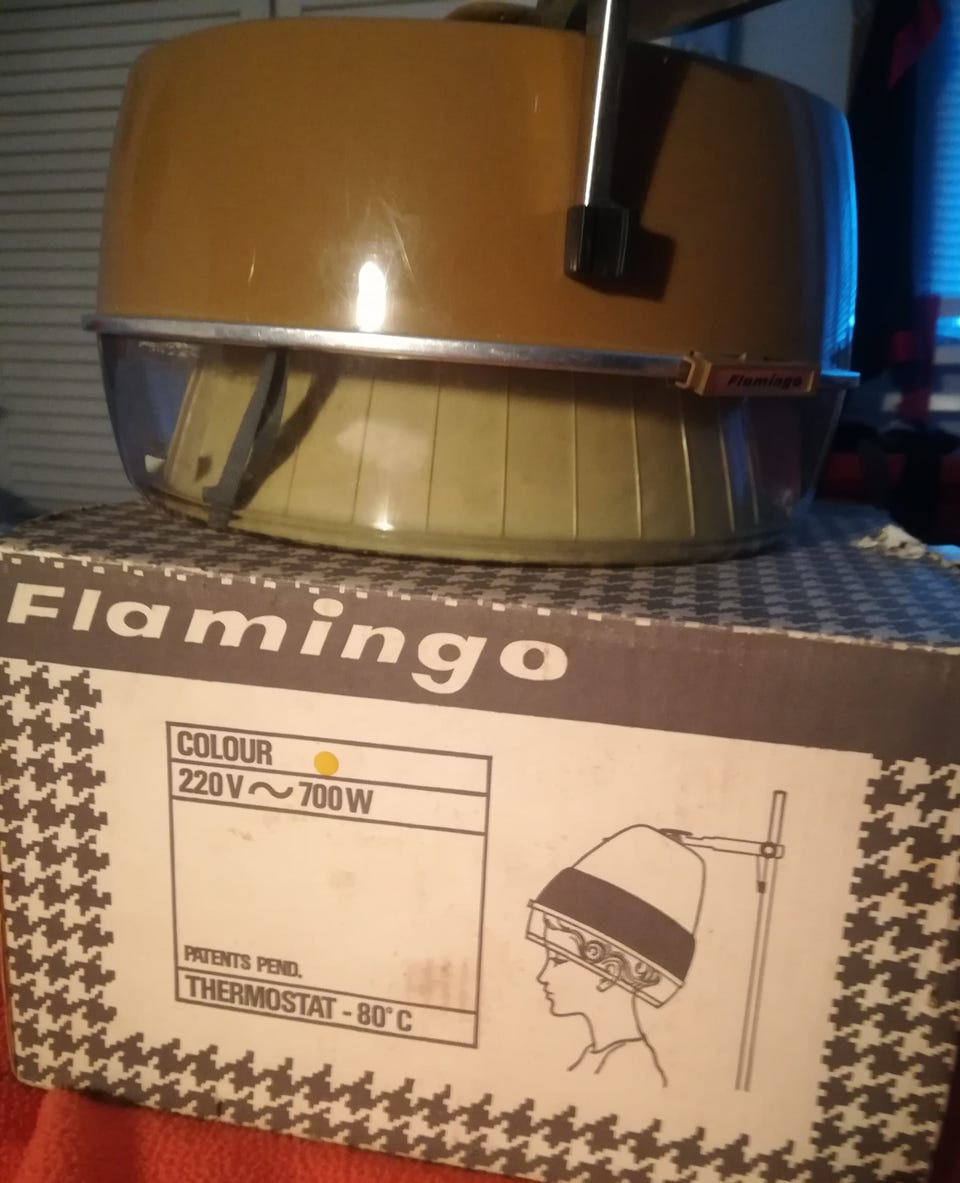 Flamingo
Flamingo
COLOUR
220V~700W
PATENTS PEND.
THERMOSTAT - 80°C